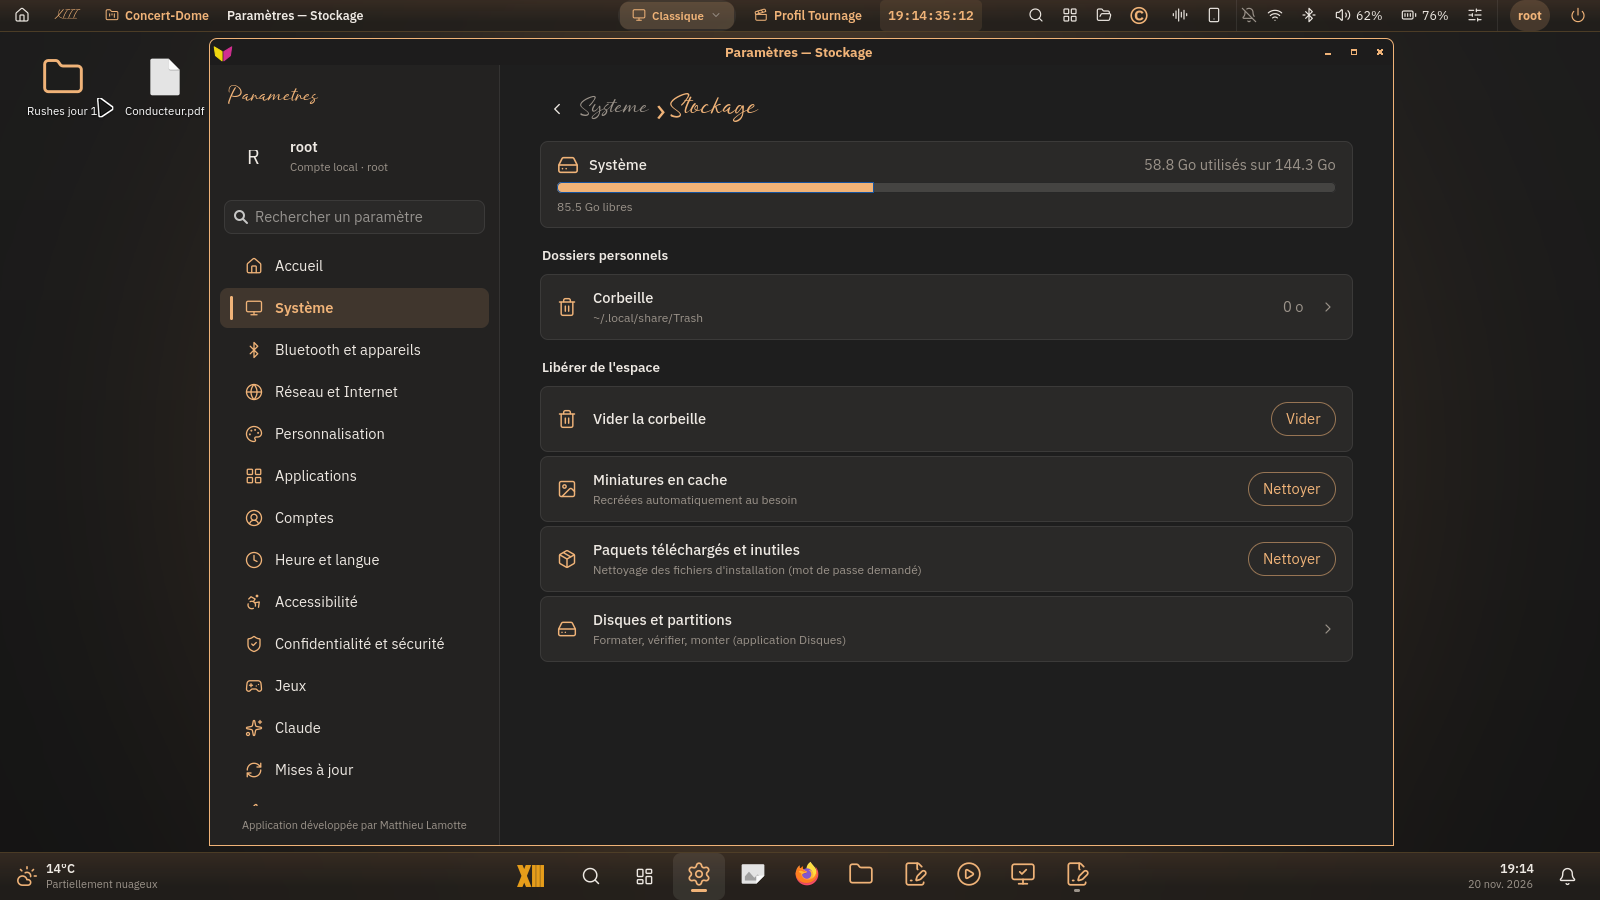 Concert-Dome
Paramètres — Stockage
Classique
Profil Tournage
19:14:35:12
62%
76%
root
Rushes jour 1
Conducteur.pdf
Paramètres — Stockage
Parametres
R
root
Compte local · root
Rechercher un paramètre
Accueil
Système
Bluetooth et appareils
Réseau et Internet
Personnalisation
Applications
Comptes
Heure et langue
Accessibilité
Confidentialité et sécurité
Jeux
Claude
Mises à jour
Application développée par Matthieu Lamotte
Systeme › Stockage
Système
58.8 Go utilisés sur 144.3 Go
85.5 Go libres
Dossiers personnels
Corbeille
~/.local/share/Trash
0 o
Libérer de l'espace
Vider la corbeille
Vider
Miniatures en cache
Recréées automatiquement au besoin
Nettoyer
Paquets téléchargés et inutiles
Nettoyage des fichiers d'installation (mot de passe demandé)
Nettoyer
Disques et partitions
Formater, vérifier, monter (application Disques)
14°C
Partiellement nuageux
XIII
19:14
20 nov. 2026